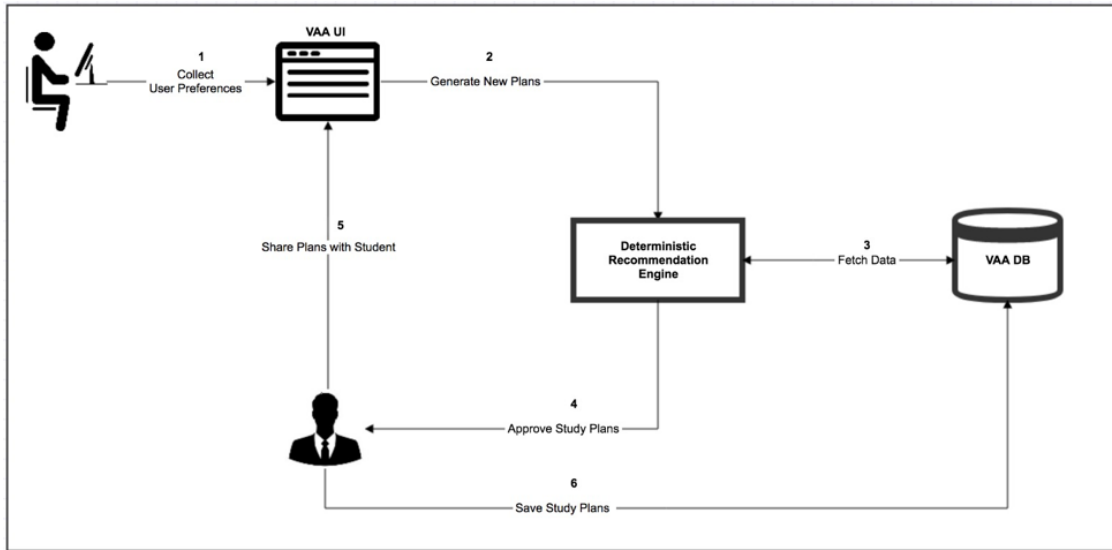 VAA UI
1
Collect
User Preferences
2
Generate New Plans
5
Share Plans with Student
Deterministic
Recommendation
Engine
3
Fetch Data
VAA DB
4
Approve Study Plans
6
Save Study Plans